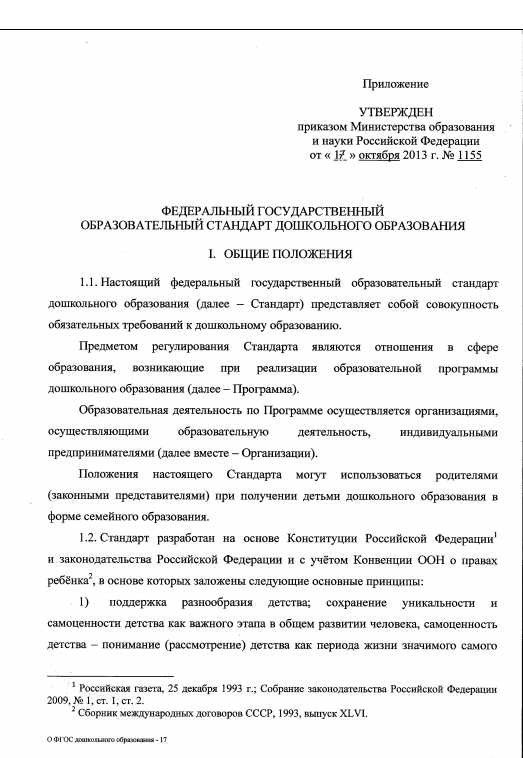 Приложение
УТВЕРЖДЕН
приказом Министерства образования
и науки Российской Федерации
от « 17 » октября 2013 г. № 1155
ФЕДЕРАЛЬНЫЙ ГОСУДАРСТВЕННЫЙ
ОБРАЗОВАТЕЛЬНЫЙ СТАНДАРТ ДОШКОЛЬНОГО ОБРАЗОВАНИЯ
I. ОБЩИЕ ПОЛОЖЕНИЯ
1.1. Настоящий федеральный государственный образовательный стандарт
дошкольного образования (далее – Стандарт) представляет собой совокупность
обязательных требований к дошкольному образованию.
Предметом регулирования Стандарта являются отношения в сфере
образования, возникающие при реализации образовательной программы
дошкольного образования (далее – Программа).
Образовательная деятельность по Программе осуществляется организациями,
осуществляющими образовательную деятельность, индивидуальными
предпринимателями (далее вместе – Организации).
Положения настоящего Стандарта могут использоваться родителями
(законными представителями) при получении детьми дошкольного образования в
форме семейного образования.
1.2. Стандарт разработан на основе Конституции Российской Федерации¹
и законодательства Российской Федерации и с учётом Конвенции ООН о правах
ребёнка², в основе которых заложены следующие основные принципы:
1) поддержка разнообразия детства; сохранение уникальности и
самоценности детства как важного этапа в общем развитии человека, самоценность
детства – понимание (рассмотрение) детства как периода жизни значимого самого
¹ Российская газета, 25 декабря 1993 г.; Собрание законодательства Российской Федерации
2009, № 1, ст. 1, ст. 2.
² Сборник международных договоров СССР, 1993, выпуск XLVI.
О ФГОС дошкольного образования - 17